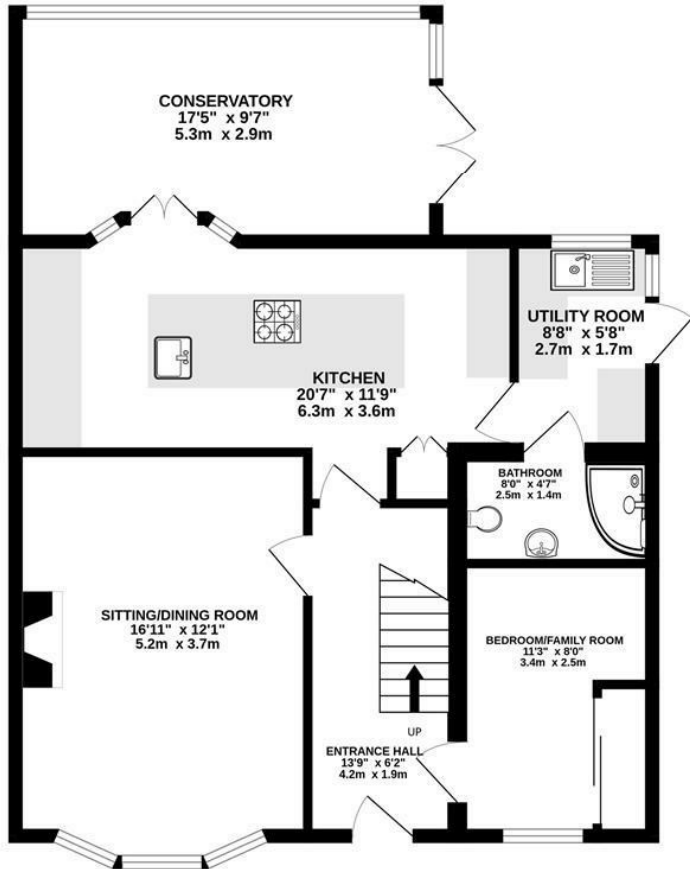 CONSERVATORY
17'5" x 9'7"
5.3m x 2.9m
UTILITY ROOM
8'8" x 5'8"
2.7m x 1.7m
KITCHEN
20'7" x 11'9"
6.3m x 3.6m
BATHROOM
8'0" x 4'7"
2.5m x 1.4m
SITTING/DINING ROOM
16'11" x 12'1"
5.2m x 3.7m
BEDROOM/FAMILY ROOM
11'3" x 8'0"
3.4m x 2.5m
UP
ENTRANCE HALL
13'9" x 6'2"
4.2m x 1.9m